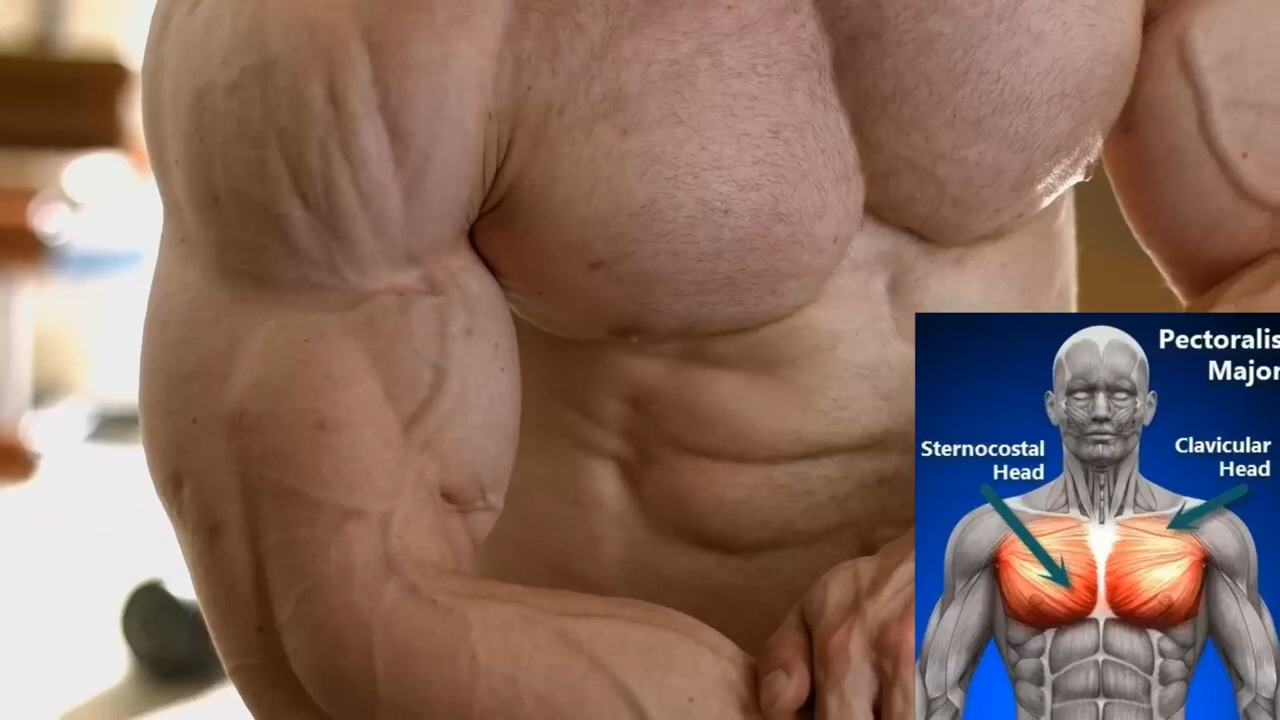 Pectoralis
Major
Sternocostal
Head
Clavicular
Head